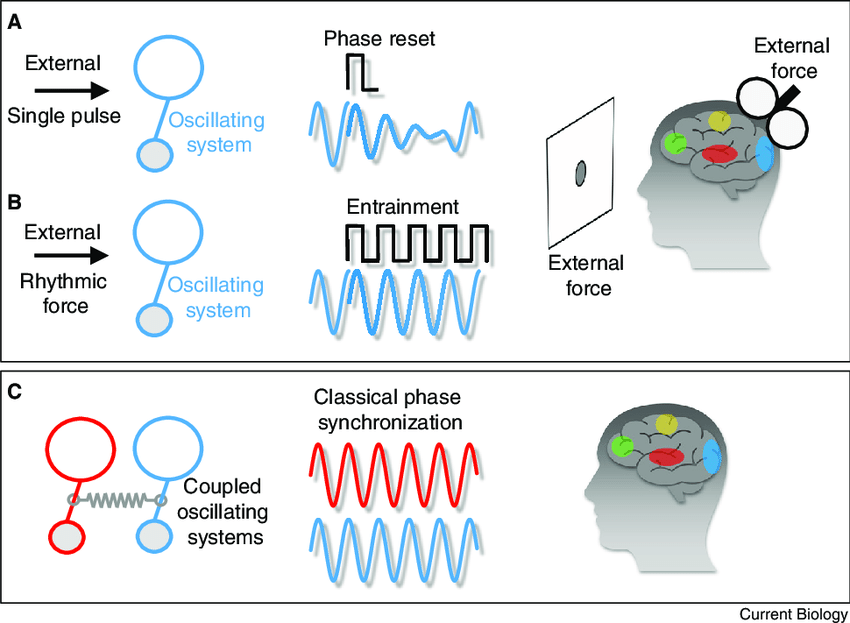 A
External
Single pulse
Oscillating
system
Phase reset
External
force
B
External
Rhythmic
force
Oscillating
system
Entrainment
External
force
C
Coupled
oscillating
systems
Classical phase
synchronization
Current Biology